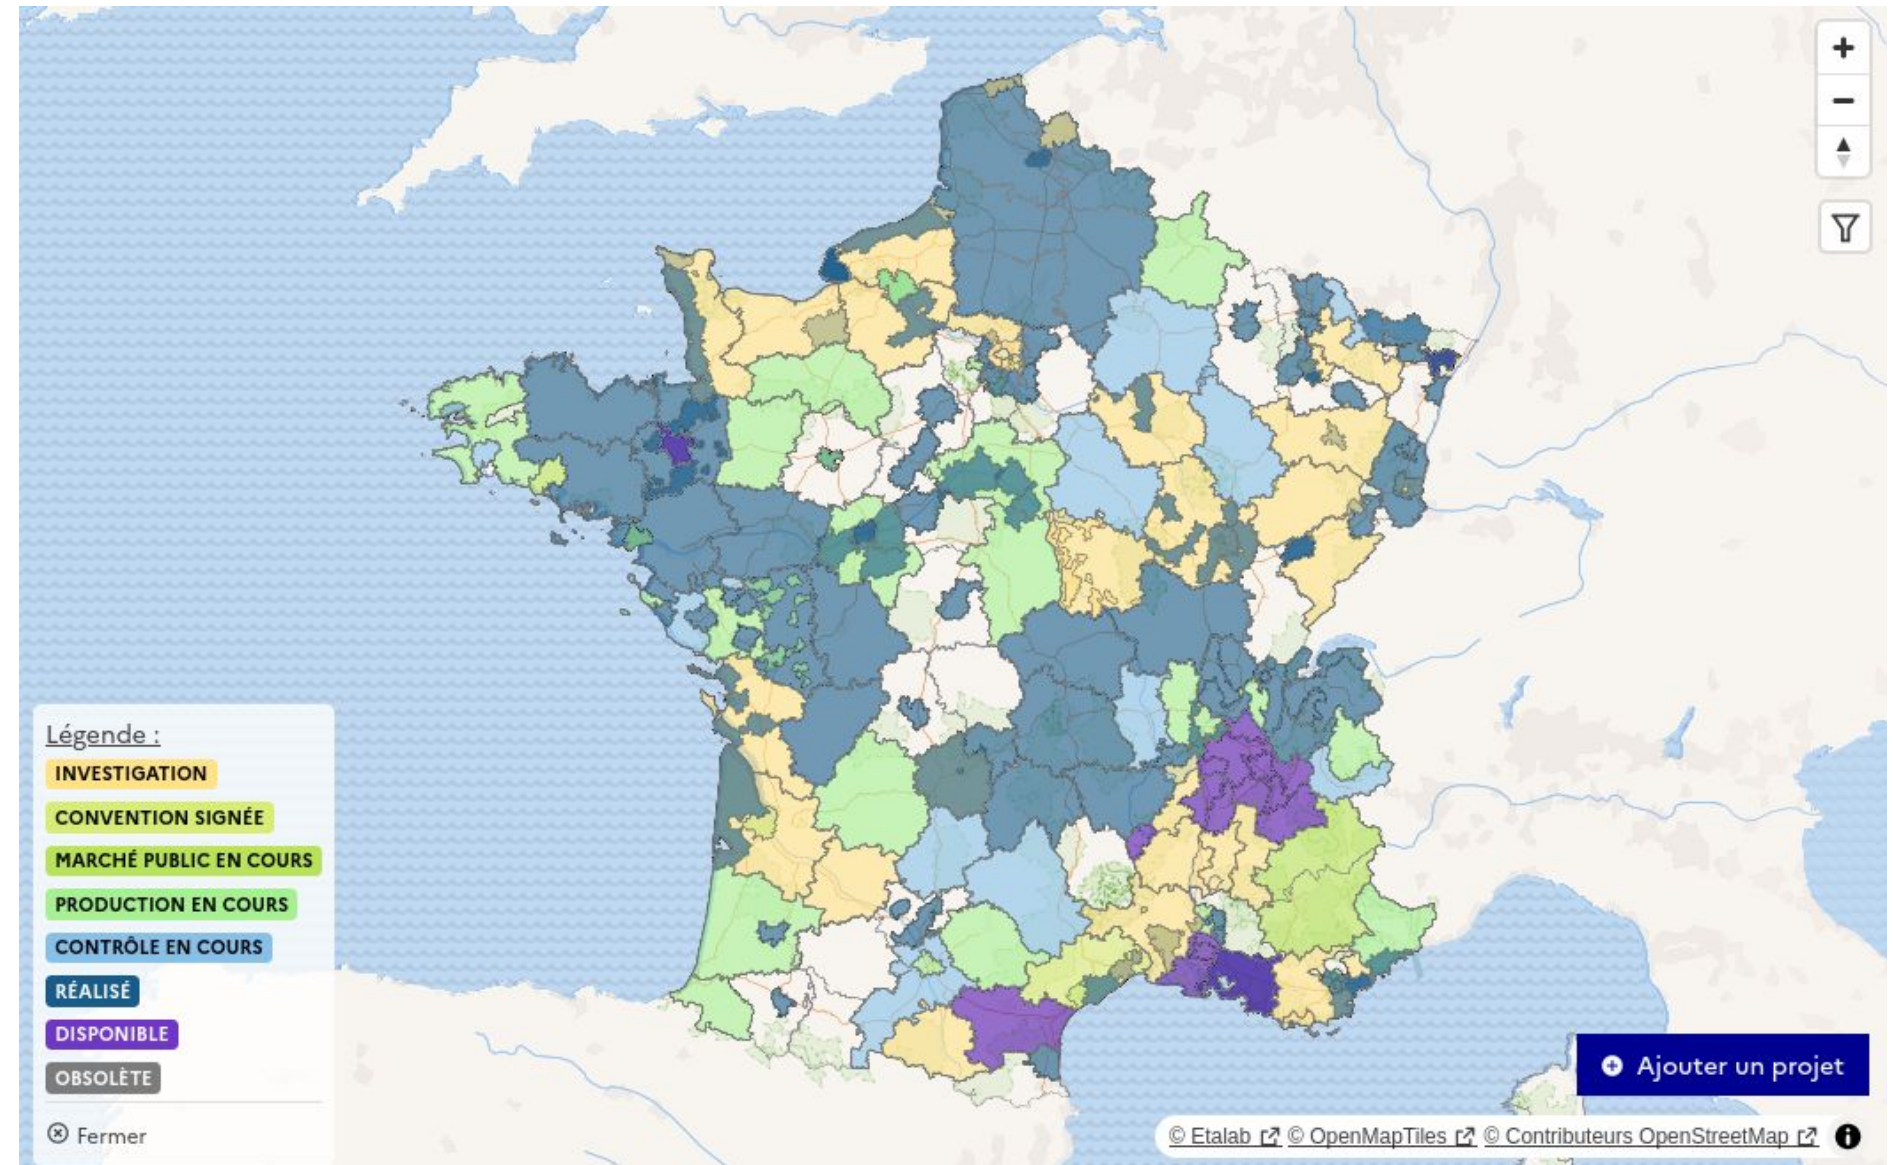 Légende :
INVESTIGATION
CONVENTION SIGNÉE
MARCHÉ PUBLIC EN COURS
PRODUCTION EN COURS
CONTRÔLE EN COURS
RÉALISÉ
DISPONIBLE
OBSOLÈTE
Fermer
Ajouter un projet
© Etalab © OpenMapTiles © Contributeurs OpenStreetMap